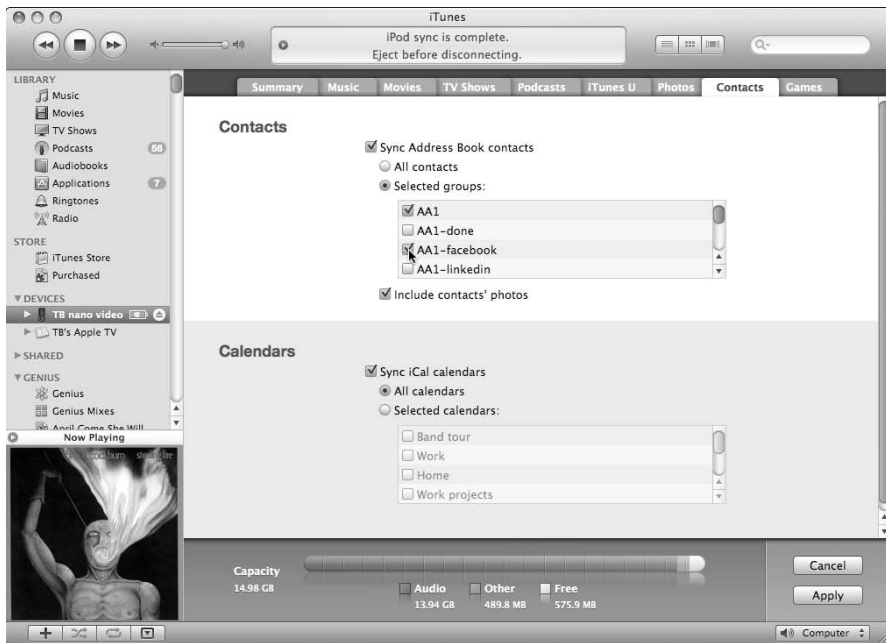 iTunes
iPod sync is complete.
Eject before disconnecting.
LIBRARY
Music
Movies
TV Shows
Podcasts 56
Audiobooks
Applications 7
Ringtones
Radio
STORE
iTunes Store
Purchased
DEVICES
TB nano video
TB's Apple TV
SHARED
GENIUS
Genius
Genius Mixes
April Come She Will
Now Playing
Summary Music Movies TV Shows Podcasts iTunes U Photos Contacts Games
Contacts
Sync Address Book contacts
All contacts
Selected groups:
AA1
AA1-done
AA1-facebook
AA1-linkedin
Include contacts' photos
Calendars
Sync iCal calendars
All calendars
Selected calendars:
Band tour
Work
Home
Work projects
Capacity
14.98 GB
Audio Other Free
13.94 GB 489.8 MB 575.9 MB
Cancel
Apply
Computer